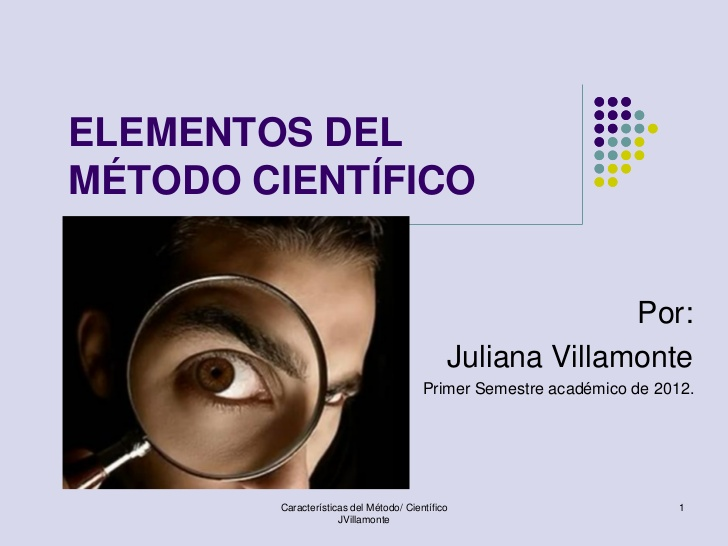 ELEMENTOS DEL
MÉTODO CIENTÍFICO
Por:
Juliana Villamonte
Primer Semestre académico de 2012.
Características del Método/ Científico
JVillamonte
1